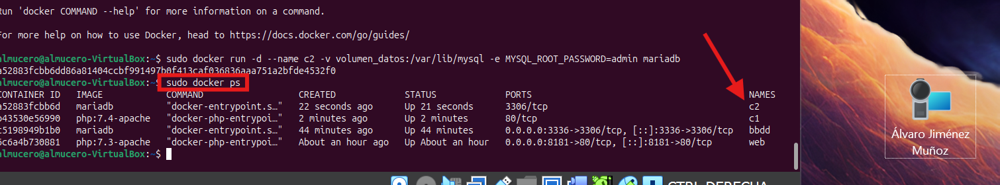 Run 'docker COMMAND --help' for more information on a command.
For more help on how to use Docker, head to https://docs.docker.com/go/guides/
almucero@almucero-VirtualBox:~$ sudo docker run -d --name c2 -v volumen_datos:/var/lib/mysql -e MYSQL_ROOT_PASSWORD=admin mariadb
a52883fcbb6dd86a81404ccbf991497b0f413caf036836aaa751a2bfde4532f0
almucero@almucero-VirtualBox:~$ sudo docker ps
CONTAINER ID IMAGE COMMAND CREATED STATUS PORTS NAMES
a52883fcbb6d mariadb "docker-entrypoint.s…" 22 seconds ago Up 21 seconds 3306/tcp c2
b43530e56990 php:7.4-apache "docker-php-entrypoi…" 2 minutes ago Up 2 minutes 80/tcp c1
c5198949b1b0 mariadb "docker-entrypoint.s…" 44 minutes ago Up 44 minutes 0.0.0.0:3336->3306/tcp, [::]:3336->3306/tcp bbdd
5c6a4b730881 php:7.3-apache "docker-php-entrypoi…" About an hour ago Up About an hour 0.0.0.0:8181->80/tcp, [::]:8181->80/tcp web
almucero@almucero-VirtualBox:~$
Álvaro Jiménez
Muñoz
CTRL DERECHA